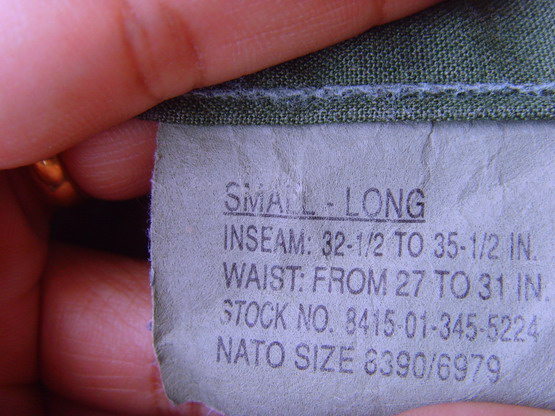 SMALL - LONG
INSEAM: 32-1/2 TO 35-1/2 IN.
WAIST: FROM 27 TO 31 IN.
STOCK NO. 8415-01-345-5224
NATO SIZE 8390/6979